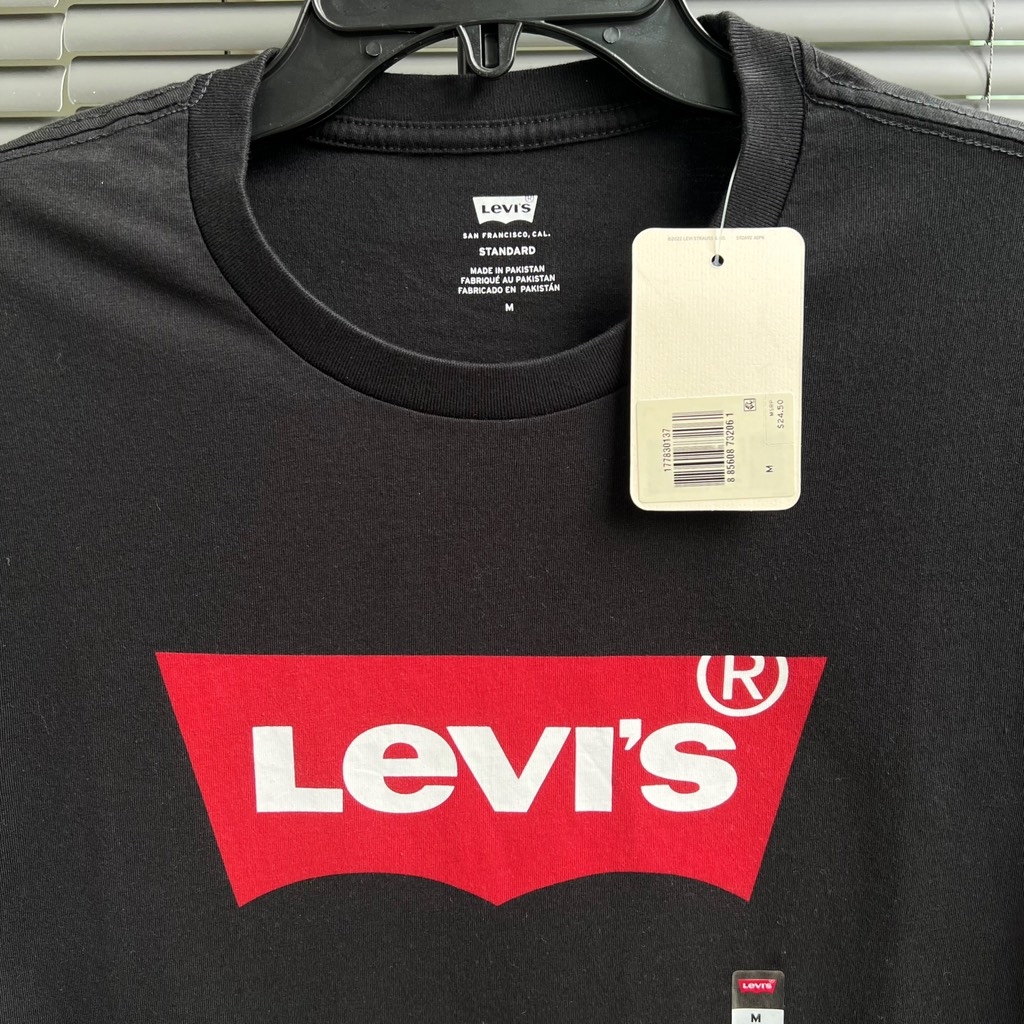 Levi's
SAN FRANCISCO, CAL.
STANDARD
MADE IN PAKISTAN
FABRIQUÉ AU PAKISTAN
FABRICADO EN PAKISTÁN
M
177830137
8 85608 73206 1
M
MSRP
$24.50
Levi's®
Levi's
M